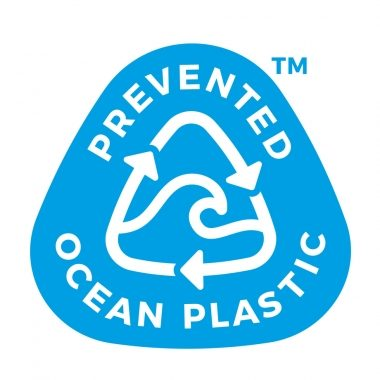 PREVENTED
TM
OCEAN PLASTIC